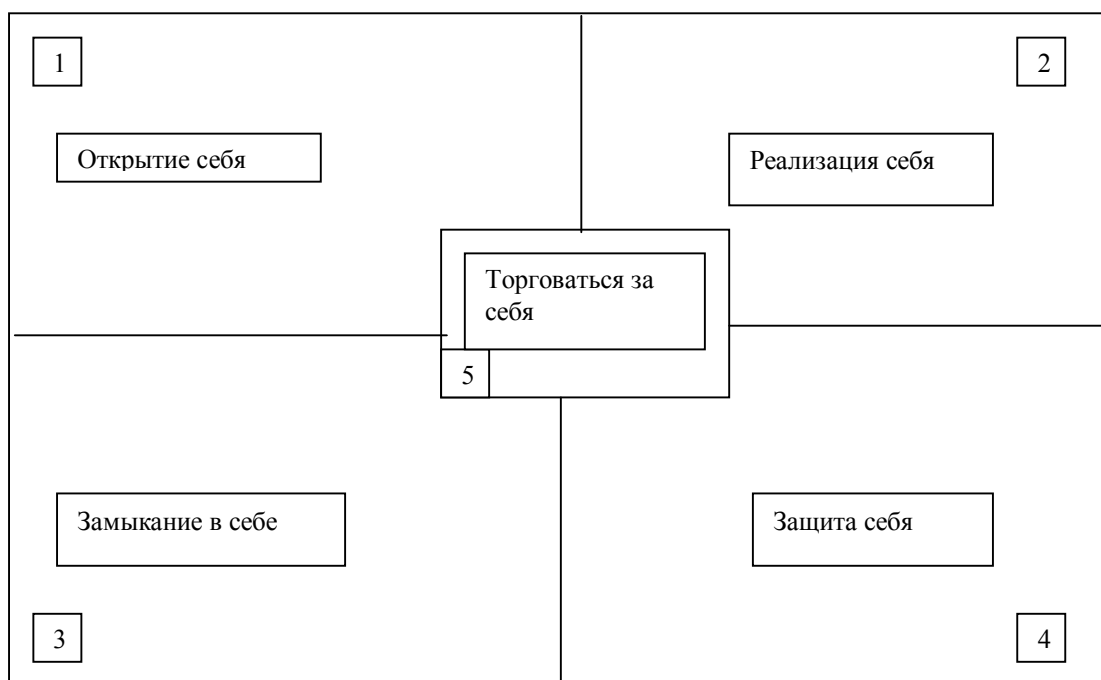 1
2
Открытие себя
Реализация себя
Торговаться за
себя
5
Замыкание в себе
Защита себя
3
4